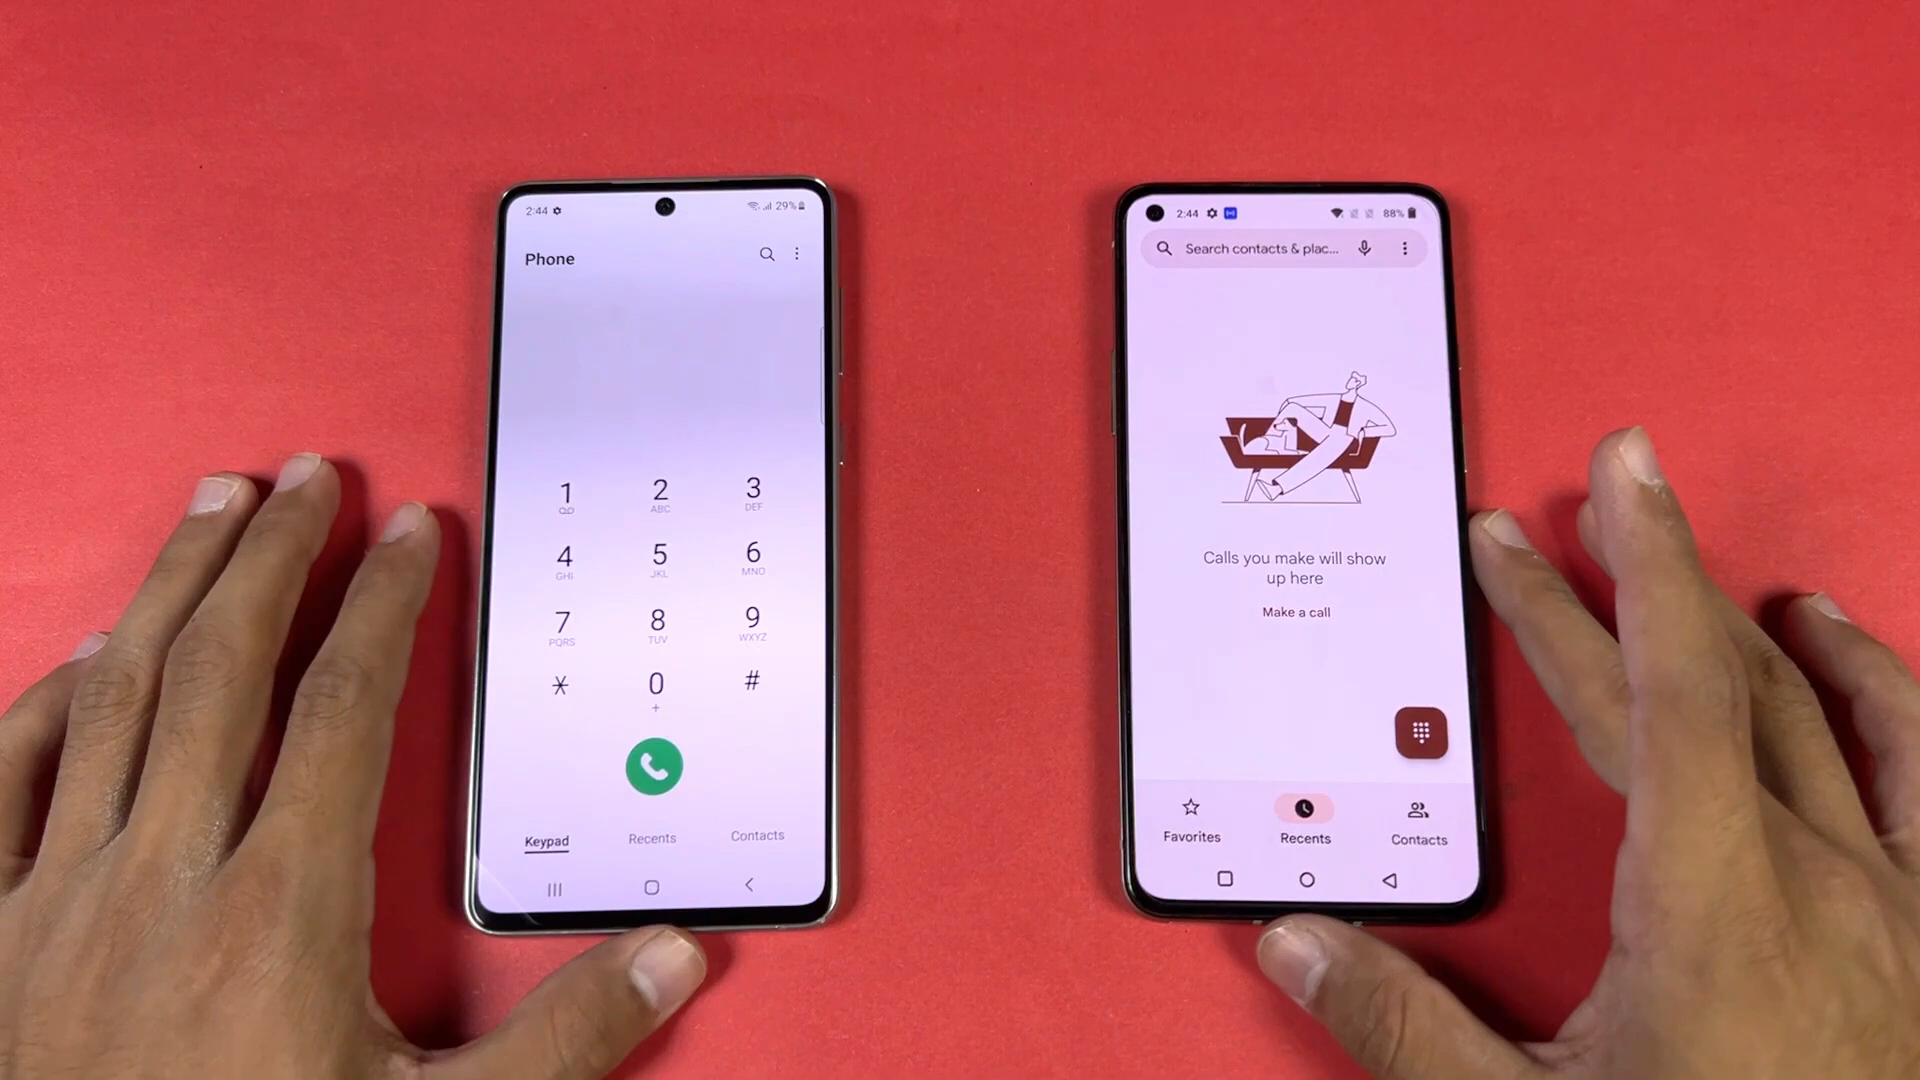 2:44 29%
Phone
1 2 3
ABC DEF
4 5 6
GHI JKL MNO
7 8 9
PQRS TUV WXYZ
* 0 #
+
Keypad Recents Contacts
2:44 88%
Search contacts & plac...
Calls you make will show
up here
Make a call
Favorites Recents Contacts